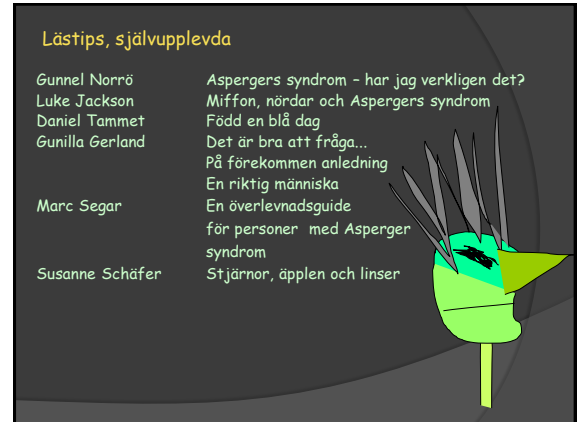 Lästips, självupplevda
Gunnel Norrö Aspergers syndrom – har jag verkligen det?
Luke Jackson Miffon, nördar och Aspergers syndrom
Daniel Tammet Född en blå dag
Gunilla Gerland Det är bra att fråga...
På förekommen anledning
En riktig människa
Marc Segar En överlevnadsguide
för personer med Asperger
syndrom
Susanne Schäfer Stjärnor, äpplen och linser